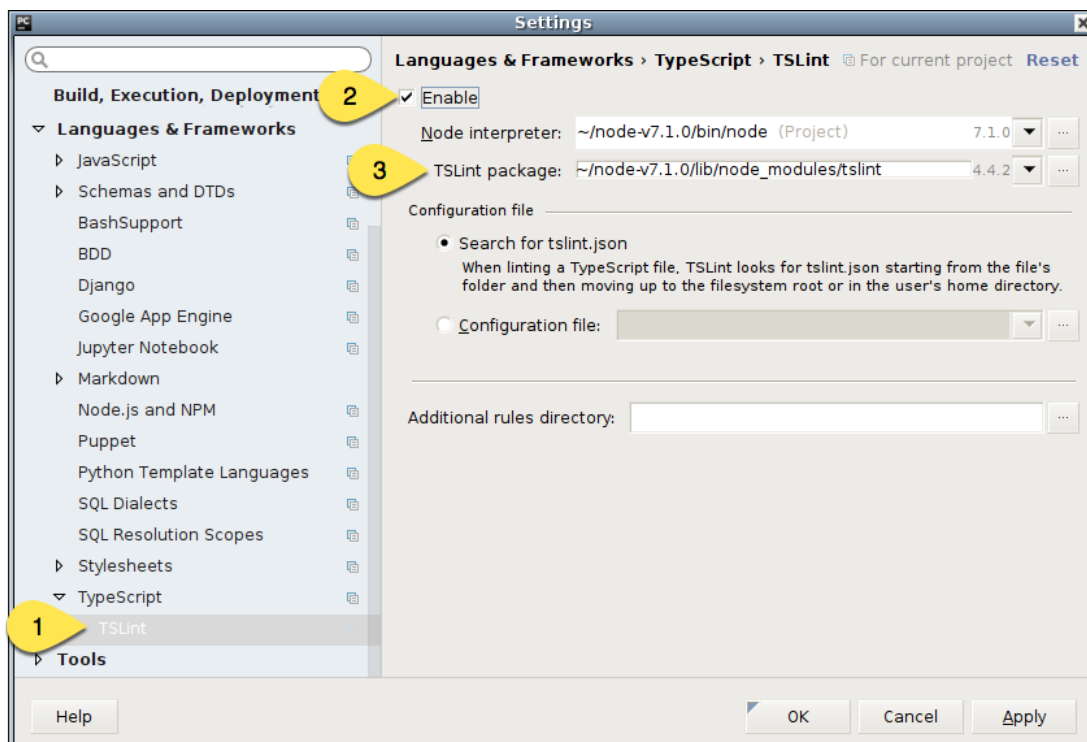 PC
Settings
Languages & Frameworks › TypeScript › TSLint For current project Reset
Build, Execution, Deployment
2
Enable
Languages & Frameworks
Node interpreter: ~/node-v7.1.0/bin/node (Project) 7.1.0 ...
JavaScript
3
TSLint package: ~/node-v7.1.0/lib/node_modules/tslint 4.4.2 ...
Schemas and DTDs
Configuration file
BashSupport
Search for tslint.json
BDD
When linting a TypeScript file, TSLint looks for tslint.json starting from the file's
folder and then moving up to the filesystem root or in the user's home directory.
Django
Google App Engine
Configuration file: ...
Jupyter Notebook
Markdown
Node.js and NPM
Additional rules directory: ...
Puppet
Python Template Languages
SQL Dialects
SQL Resolution Scopes
Stylesheets
TypeScript
1
TSLint
Tools
Help
OK
Cancel
Apply